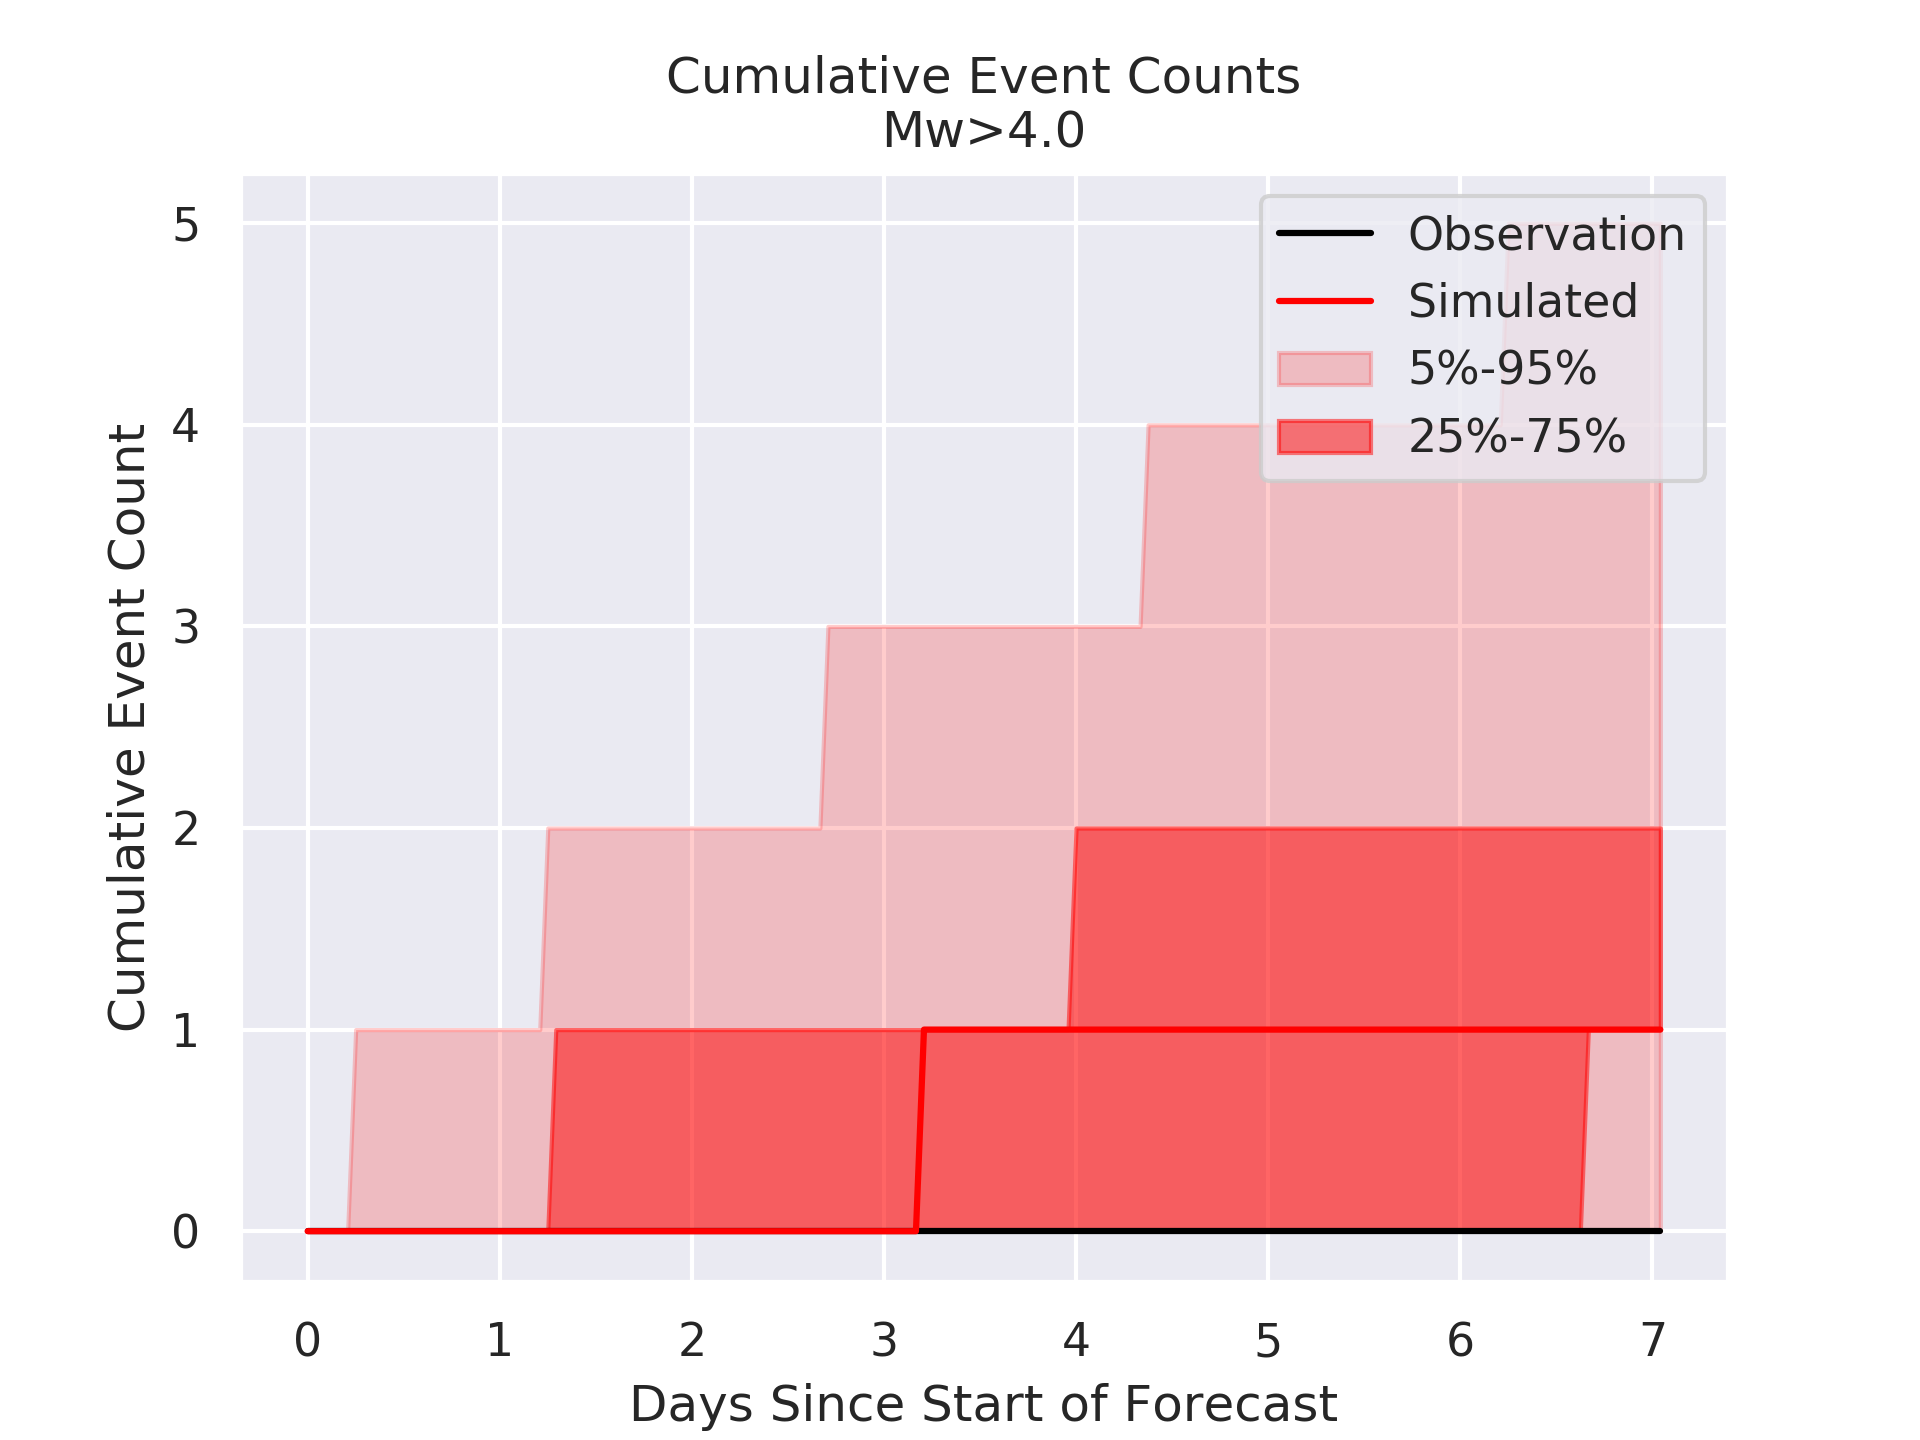 Cumulative Event Counts
Mw>4.0
Cumulative Event Count
5
4
3
2
1
0
Observation
Simulated
5%-95%
25%-75%
0 1 2 3 4 5 6 7
Days Since Start of Forecast